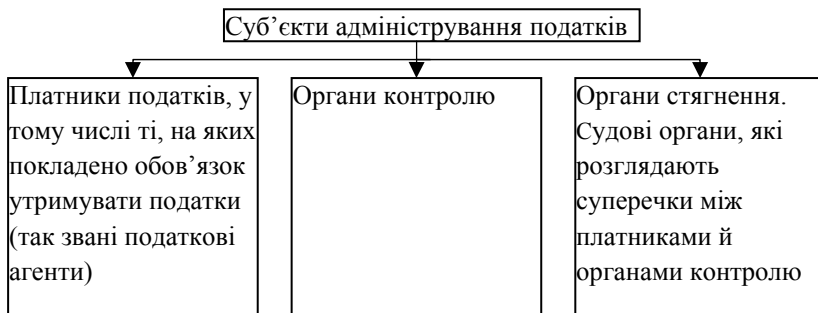 Суб’єкти адміністрування податків
Платники податків, у
тому числі ті, на яких
покладено обов’язок
утримувати податки
(так звані податкові
агенти)
Органи контролю
Органи стягнення.
Судові органи, які
розглядають
суперечки між
платниками й
органами контролю